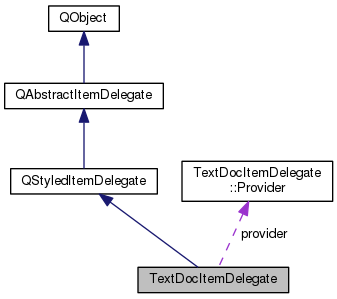 QObject
QAbstractItemDelegate
QStyledItemDelegate
TextDocItemDelegate
::Provider
provider
TextDocItemDelegate